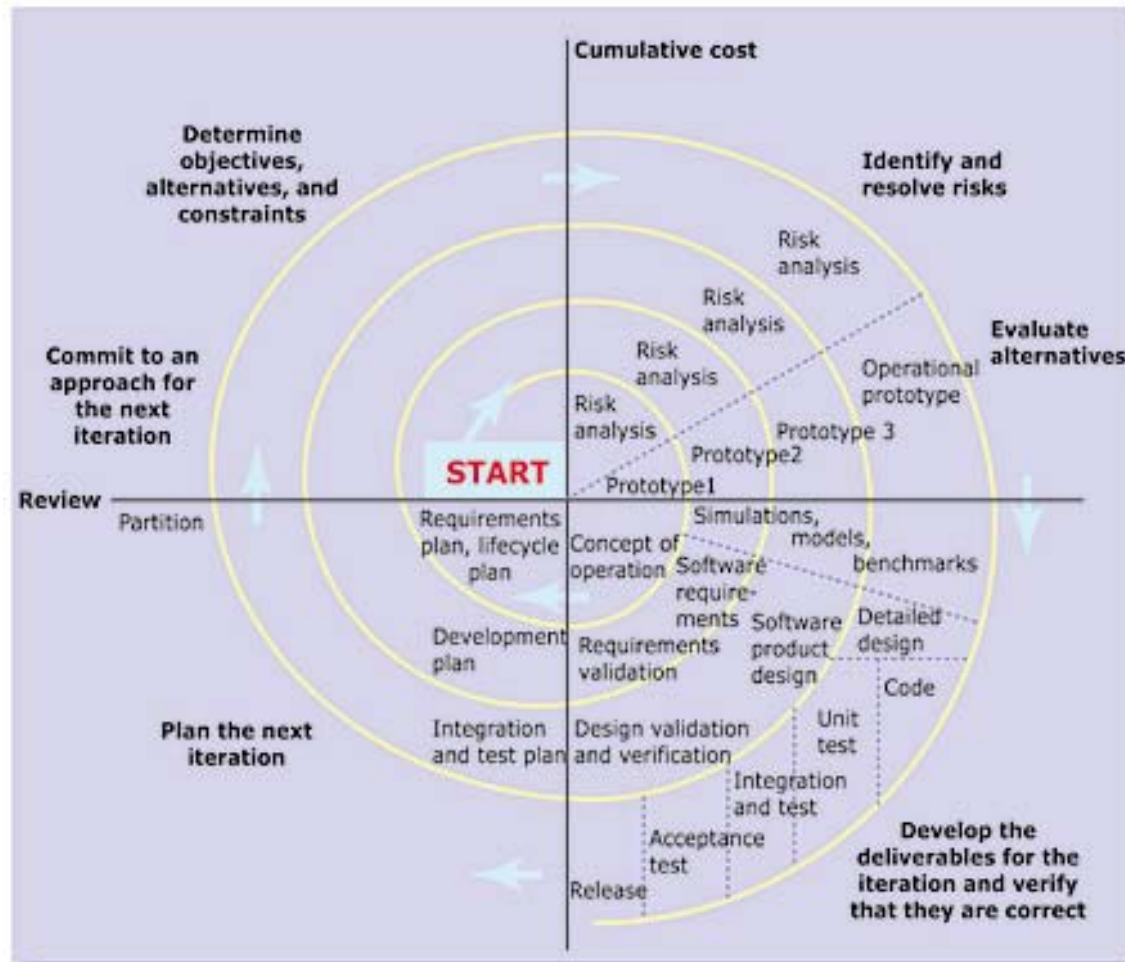 Cumulative cost
Determine
objectives,
alternatives, and
constraints
Identify and
resolve risks
Risk
analysis
Risk
analysis
Evaluate
alternatives
Commit to an
approach for
the next
iteration
Risk
analysis
Operational
prototype
Risk
analysis
Prototype 3
Prototype2
START
Prototype1
Review
Partition
Requirements
plan, lifecycle
plan
Concept of
operation
Simulations,
models,
benchmarks
Software
require-
ments
Development
plan
Requirements
validation
Software
product
design
Detailed
design
Code
Plan the next
iteration
Integration
and test plan
Design validation
and verification
Unit
test
Integration
and test
Acceptance
test
Release
Develop the
deliverables for the
iteration and verify
that they are correct